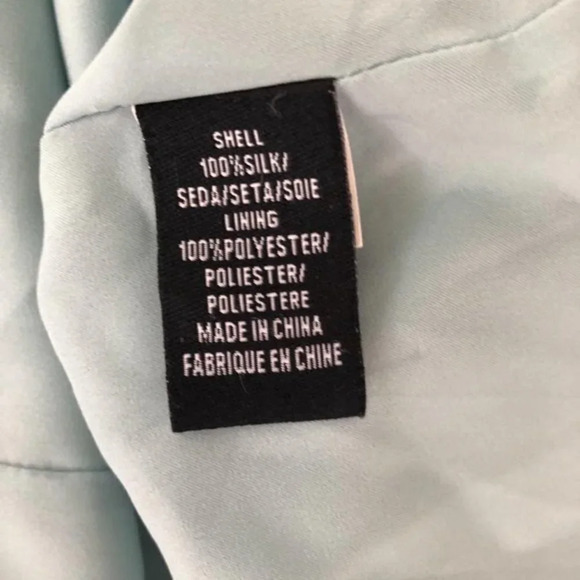 SHELL
100%SILK/
SEDA/SETA/SOIE
LINING
100%POLYESTER/
POLIESTER/
POLIESTERE
MADE IN CHINA
FABRIQUE EN CHINE